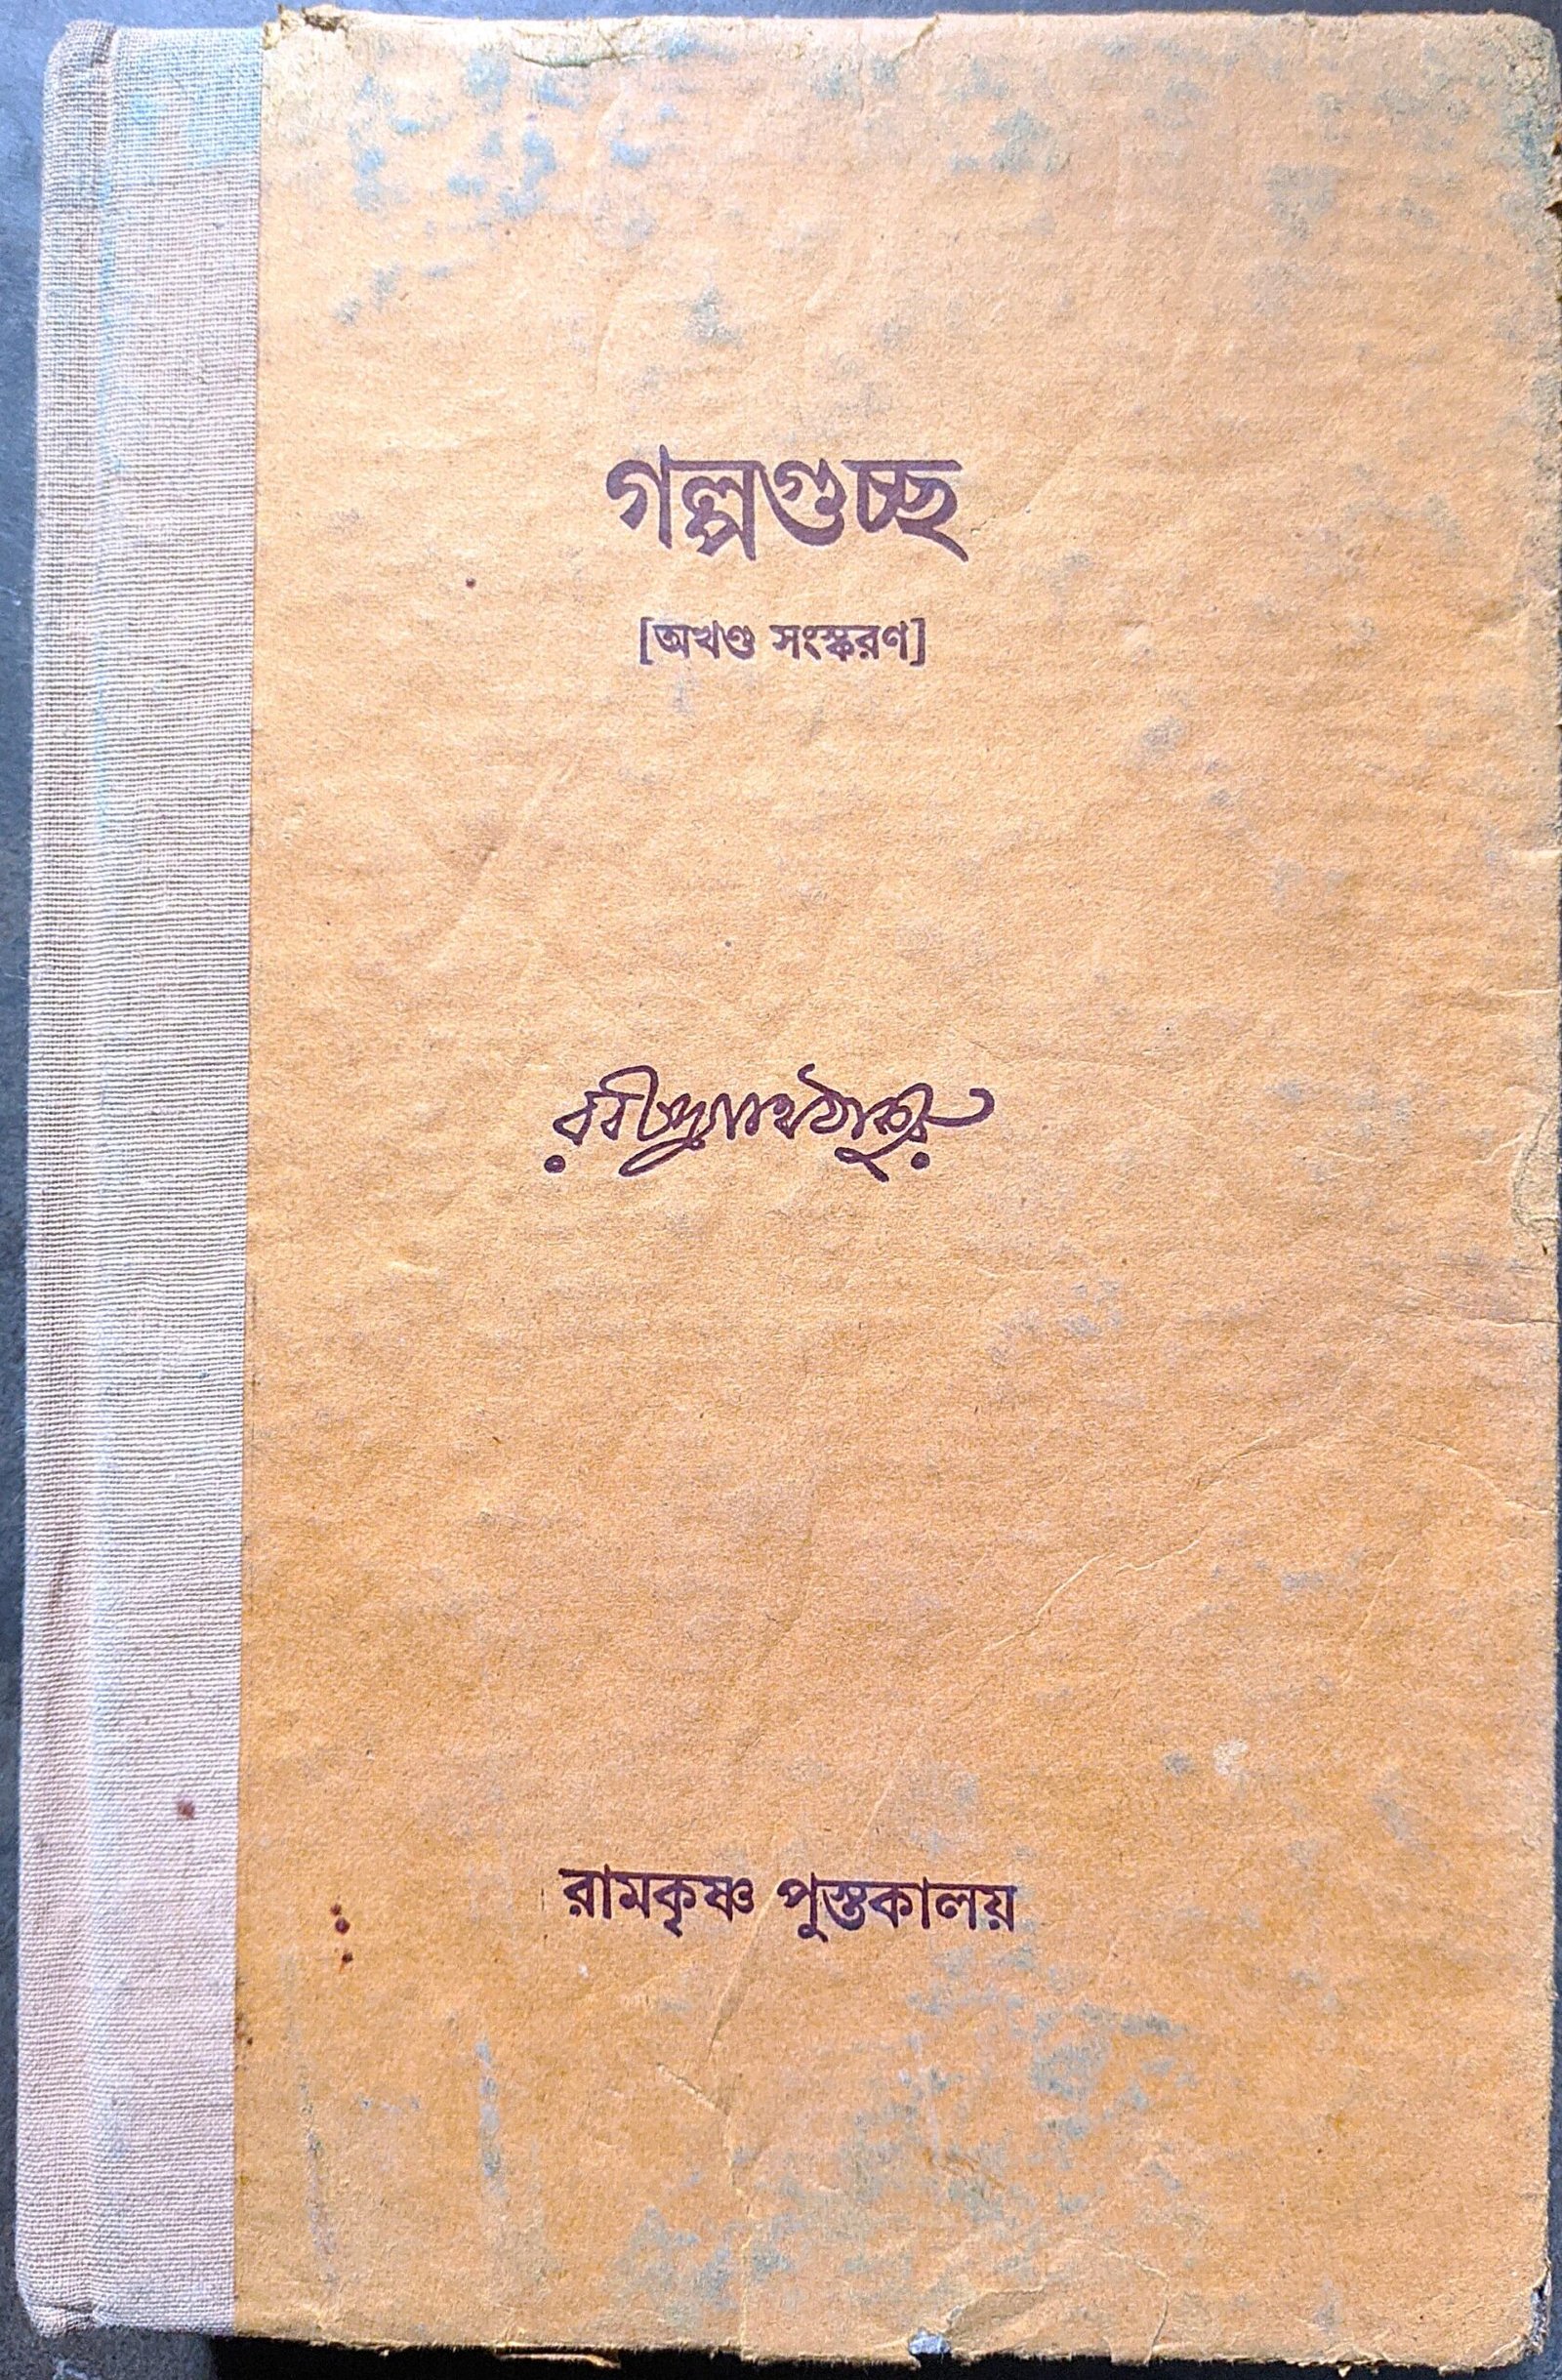 গল্পগুচ্ছ
[অখণ্ড সংস্করণ]
রবীন্দ্রনাথ ঠাকুর
রামকৃষ্ণ পুস্তকালয়